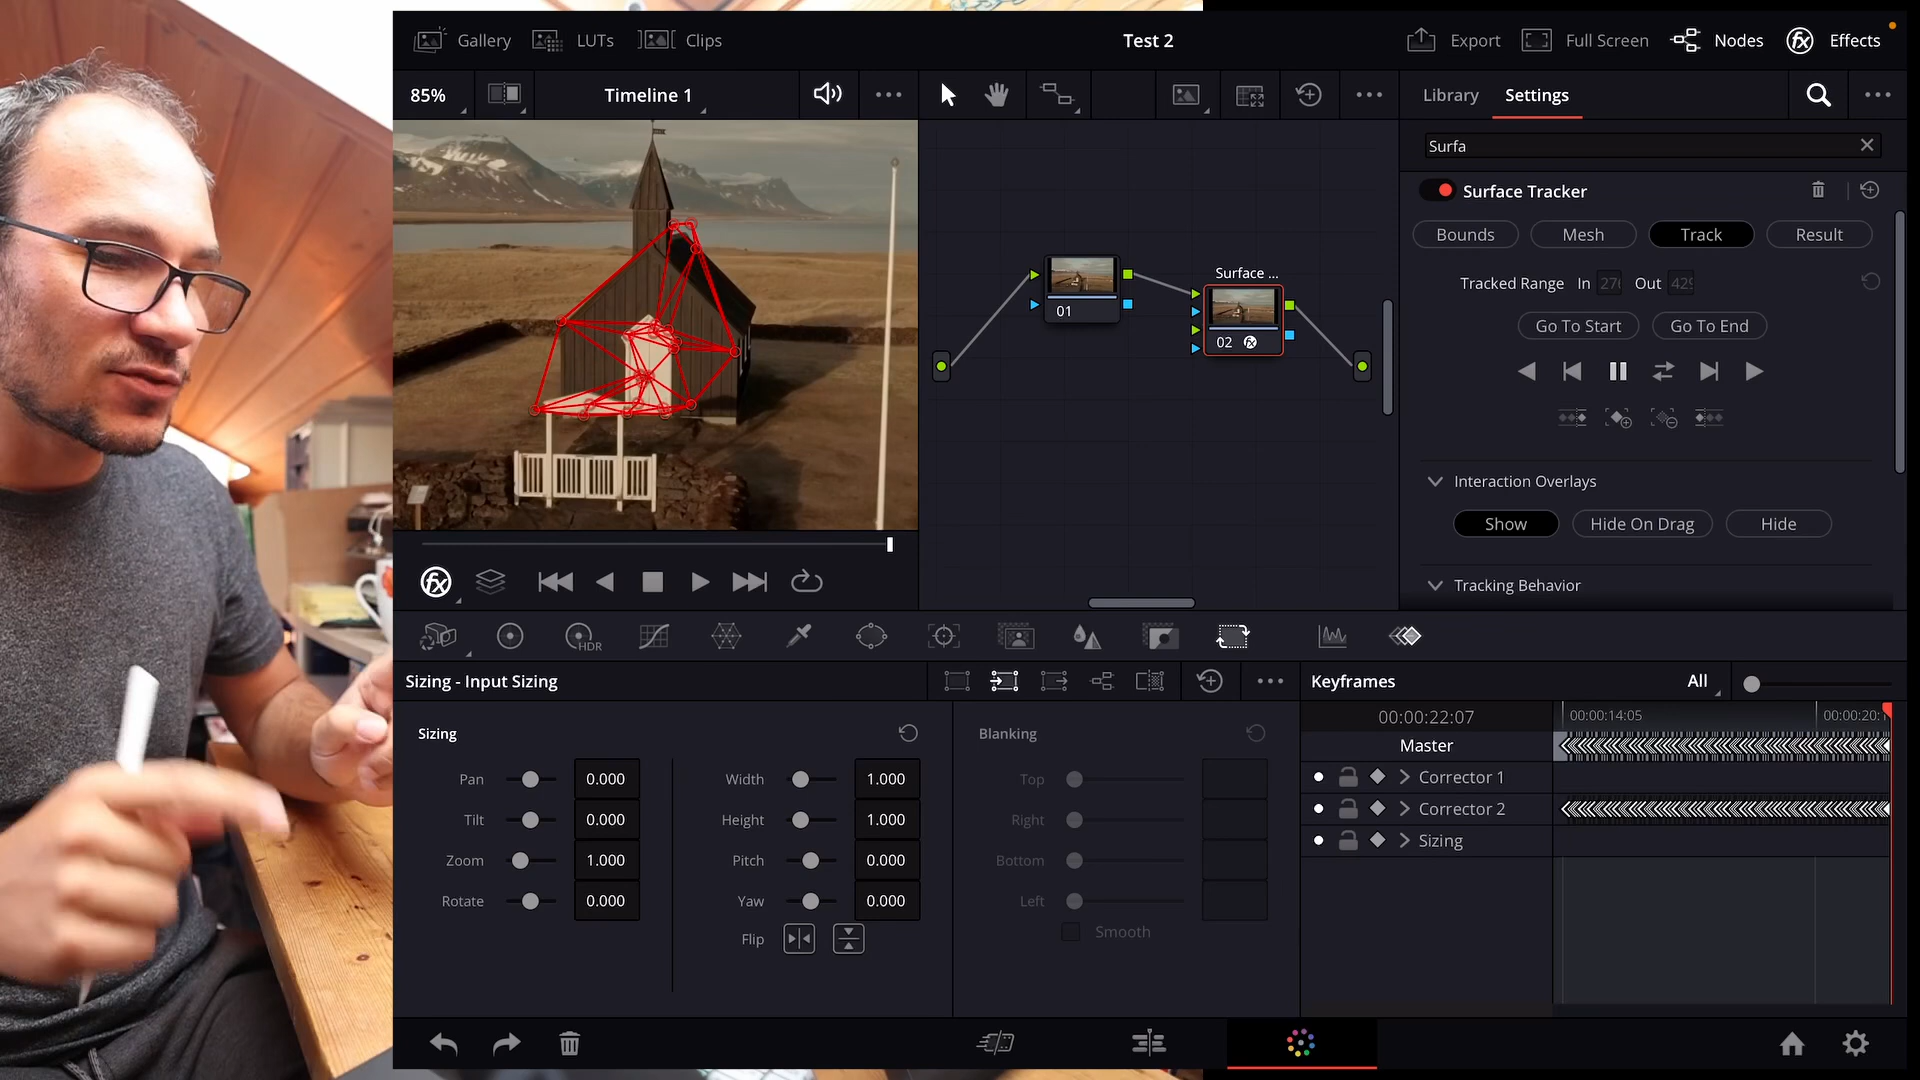 Gallery LUTs Clips Test 2 Export Full Screen Nodes Effects
85% Timeline 1 Library Settings
Surfa
Surface Tracker
Bounds Mesh Track Result
Tracked Range In Out
Go To Start Go To End
Interaction Overlays
Show Hide On Drag Hide
Tracking Behavior
01
Surface ...
02
HDR
Sizing - Input Sizing
Sizing
Pan 0.000 Width 1.000
Tilt 0.000 Height 1.000
Zoom 1.000 Pitch 0.000
Rotate 0.000 Yaw 0.000
Flip
Blanking
Top
Right
Bottom
Left
Smooth
Keyframes All
00:00:22:07 00:00:14:05 00:00:20:1
Master
Corrector 1
Corrector 2
Sizing